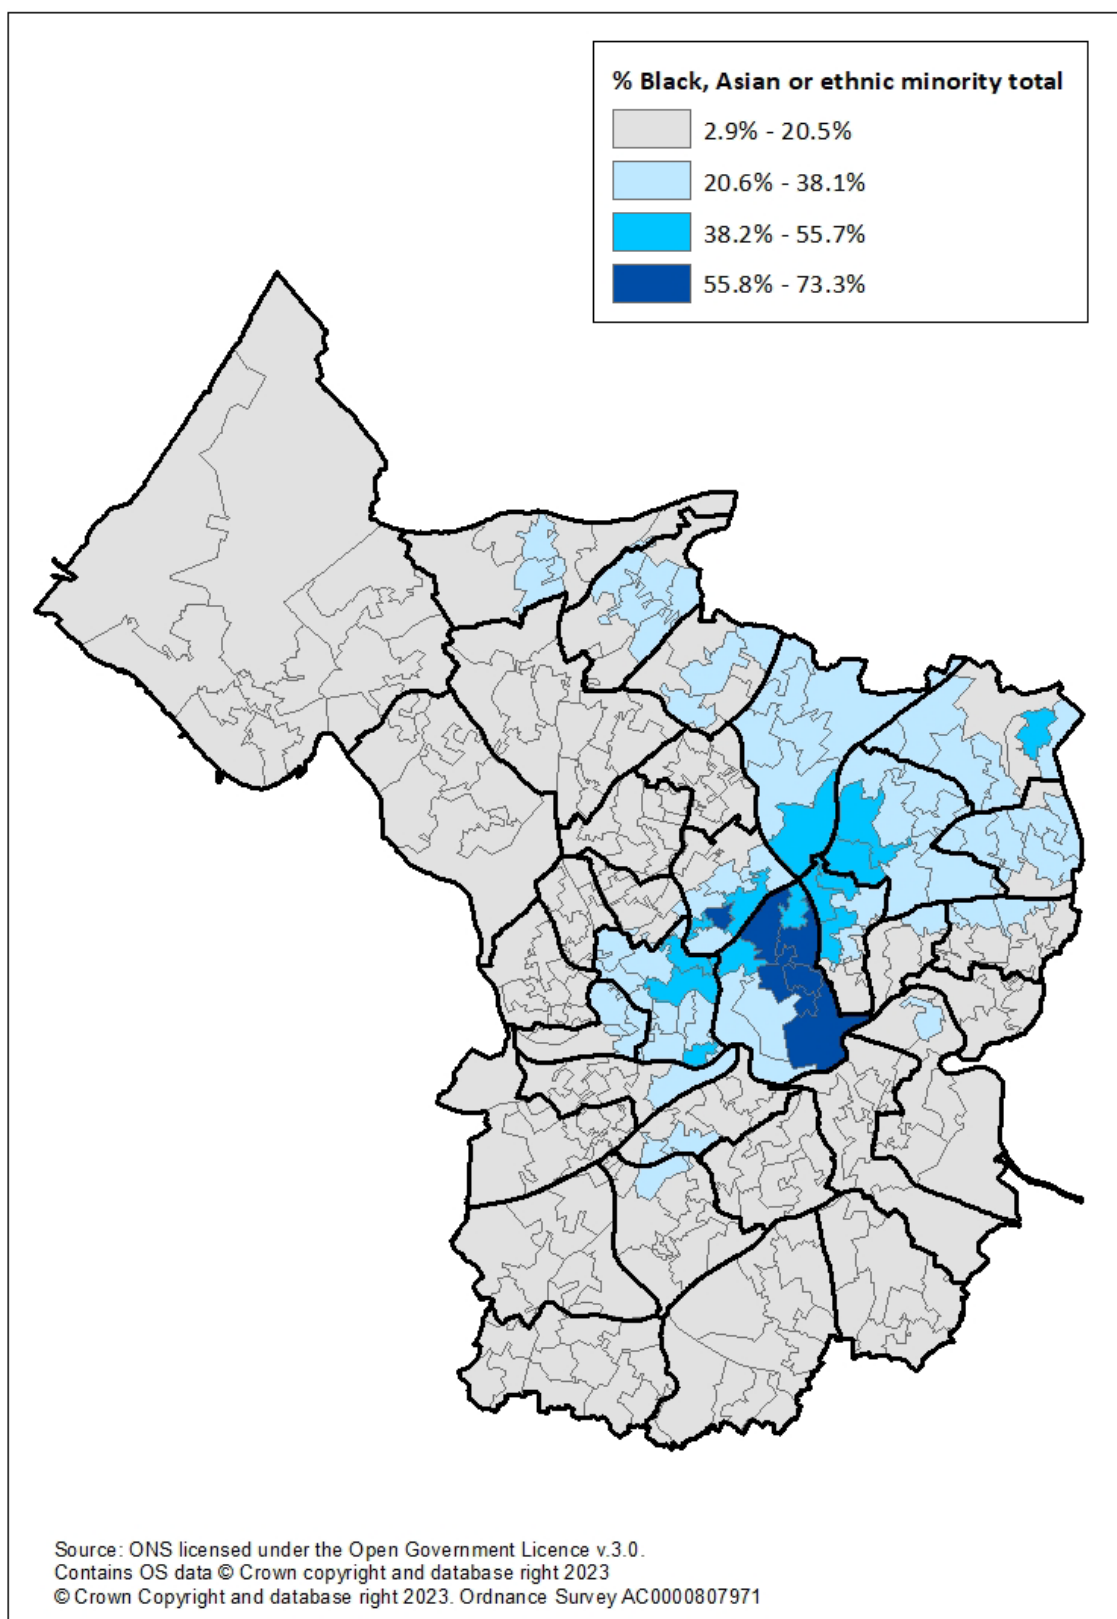 % Black, Asian or ethnic minority total
2.9% - 20.5%
20.6% - 38.1%
38.2% - 55.7%
55.8% - 73.3%
Source: ONS licensed under the Open Government Licence v.3.0.
Contains OS data © Crown copyright and database right 2023
© Crown Copyright and database right 2023. Ordnance Survey AC0000807971